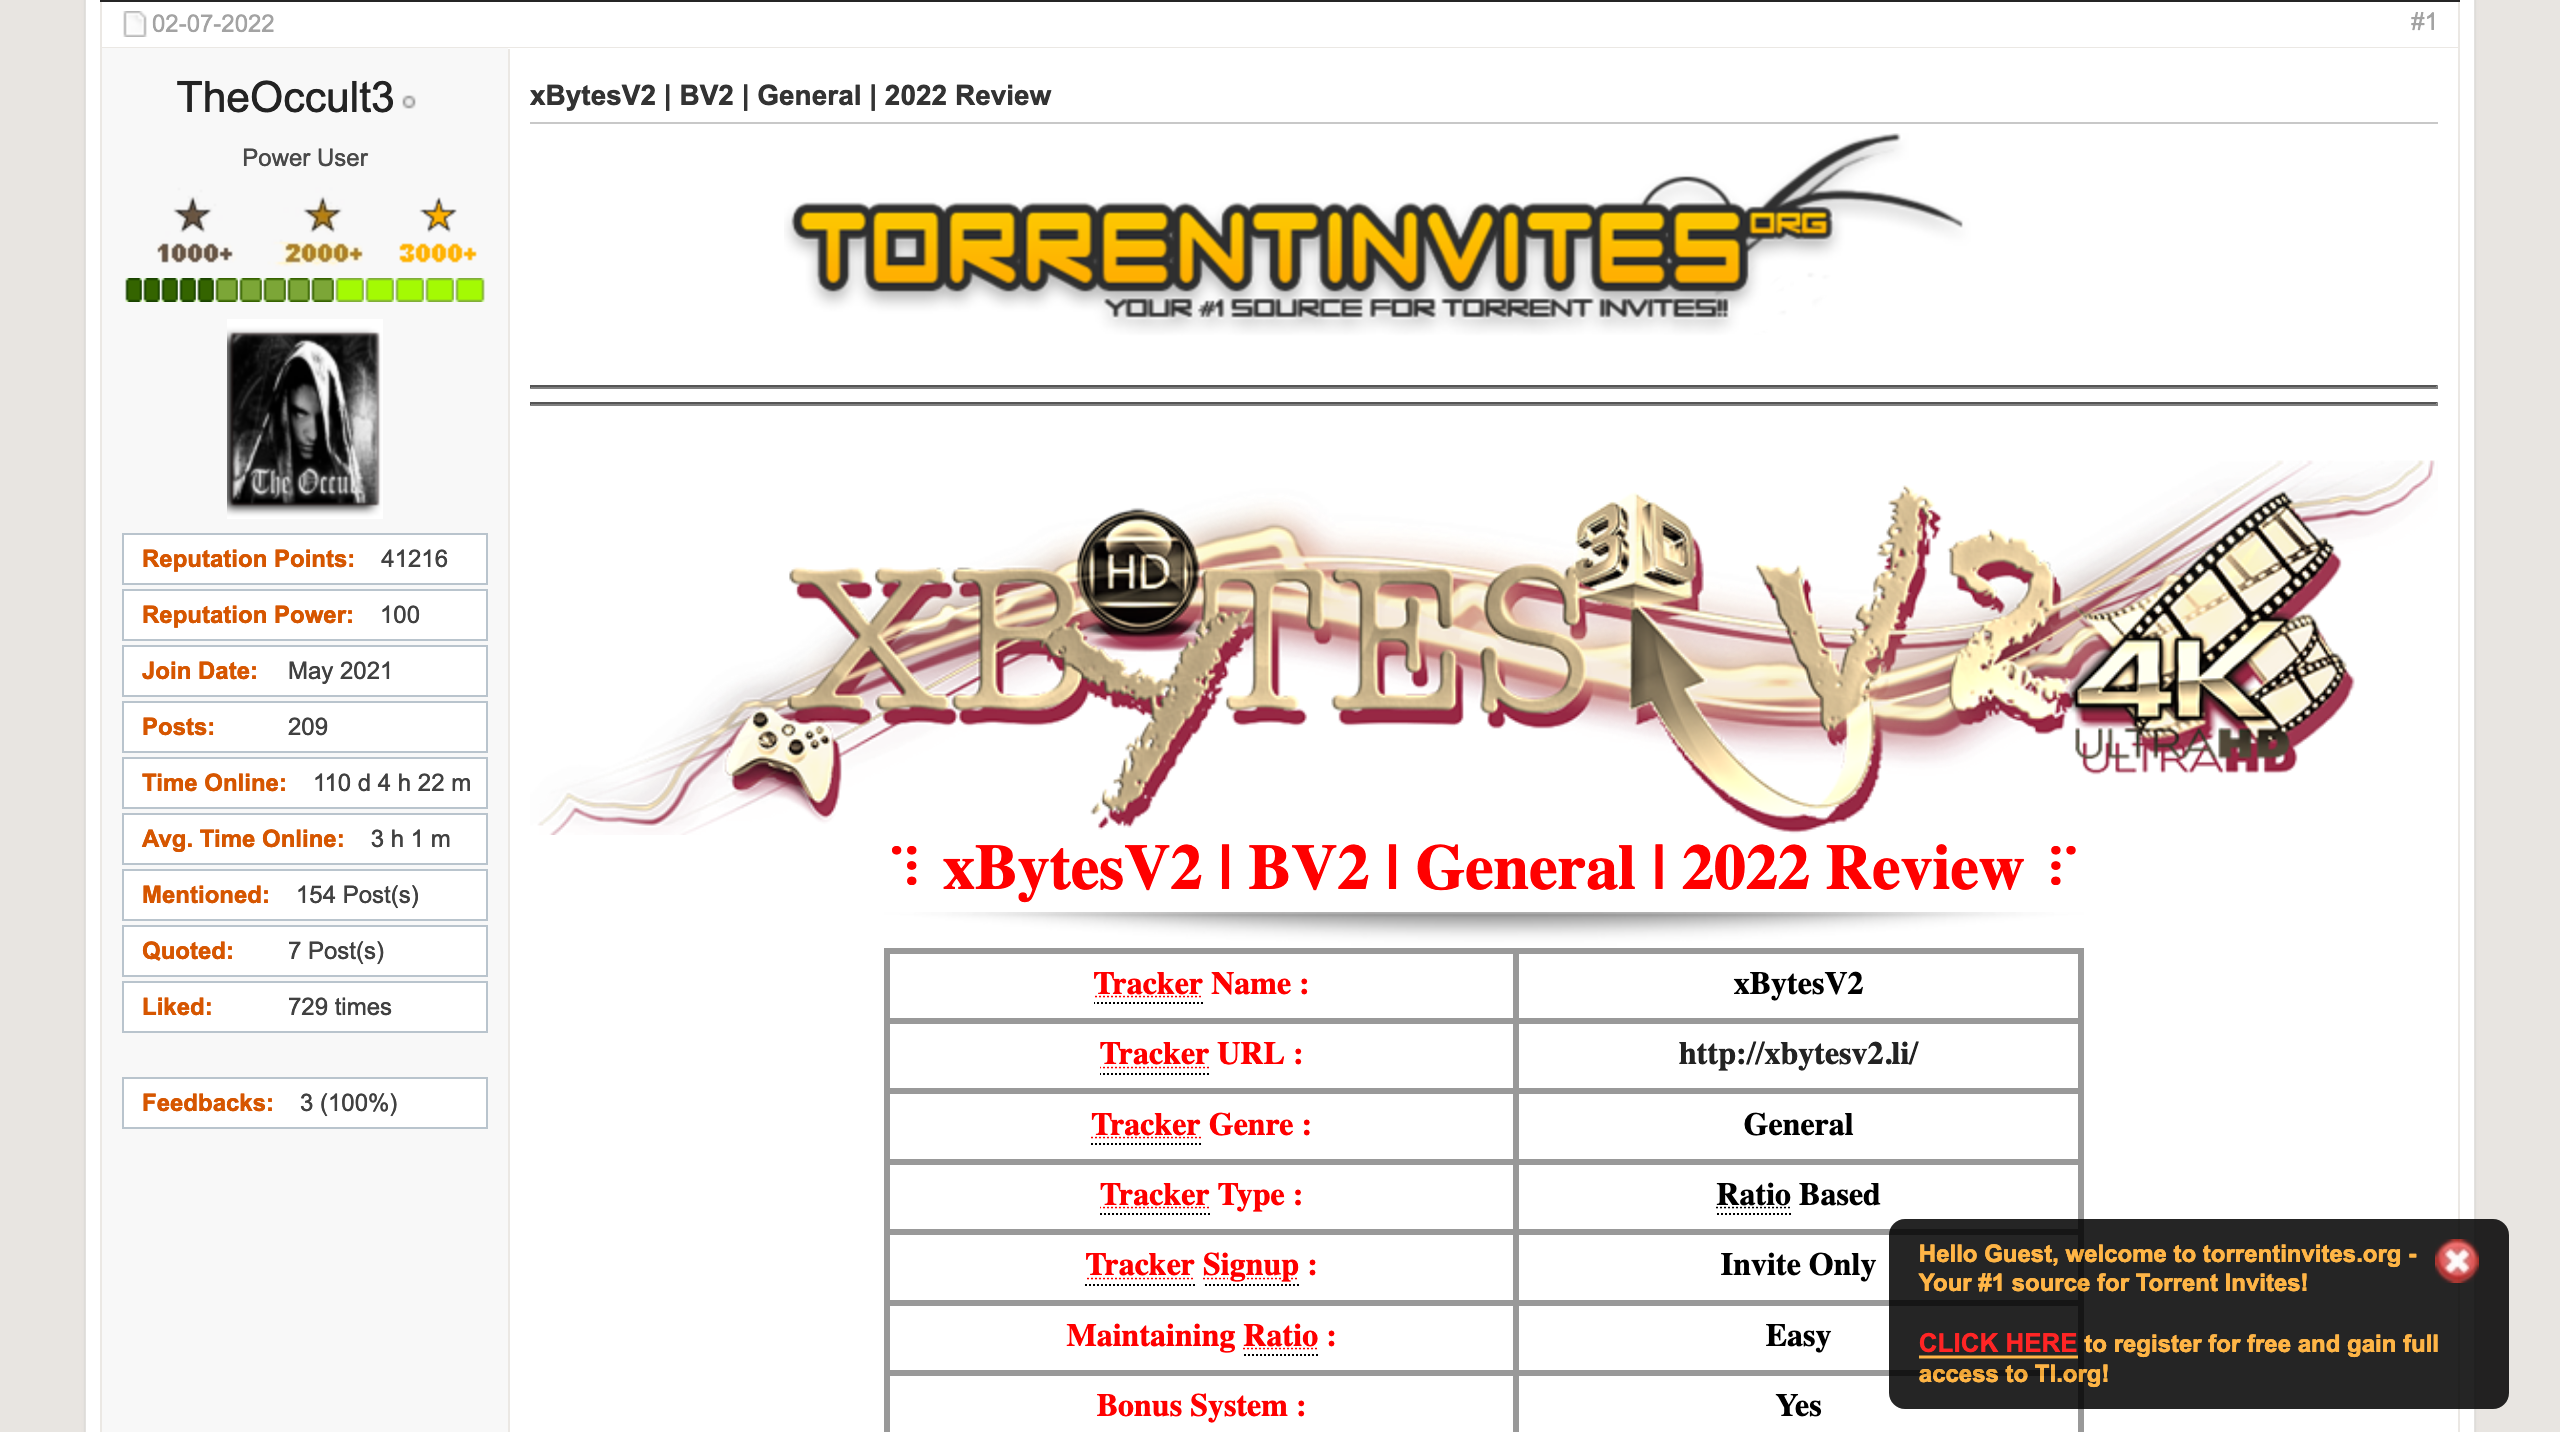 02-07-2022
#1
TheOccult3
Power User
1000+ 2000+ 3000+
The Occult
Reputation Points: 41216
Reputation Power: 100
Join Date: May 2021
Posts: 209
Time Online: 110 d 4 h 22 m
Avg. Time Online: 3 h 1 m
Mentioned: 154 Post(s)
Quoted: 7 Post(s)
Liked: 729 times
Feedbacks: 3 (100%)
xBytesV2 | BV2 | General | 2022 Review
TORRENTINVITES ORG
YOUR #1 SOURCE FOR TORRENT INVITES!!
HD
3D
XBYTES V2
4K
ULTRAHD
⠹ xBytesV2 | BV2 | General | 2022 Review ⠏
Tracker Name : xBytesV2
Tracker URL : http://xbytesv2.li/
Tracker Genre : General
Tracker Type : Ratio Based
Tracker Signup : Invite Only
Maintaining Ratio : Easy
Bonus System : Yes
Hello Guest, welcome to torrentinvites.org -
Your #1 source for Torrent Invites!
CLICK HERE to register for free and gain full
access to TI.org!